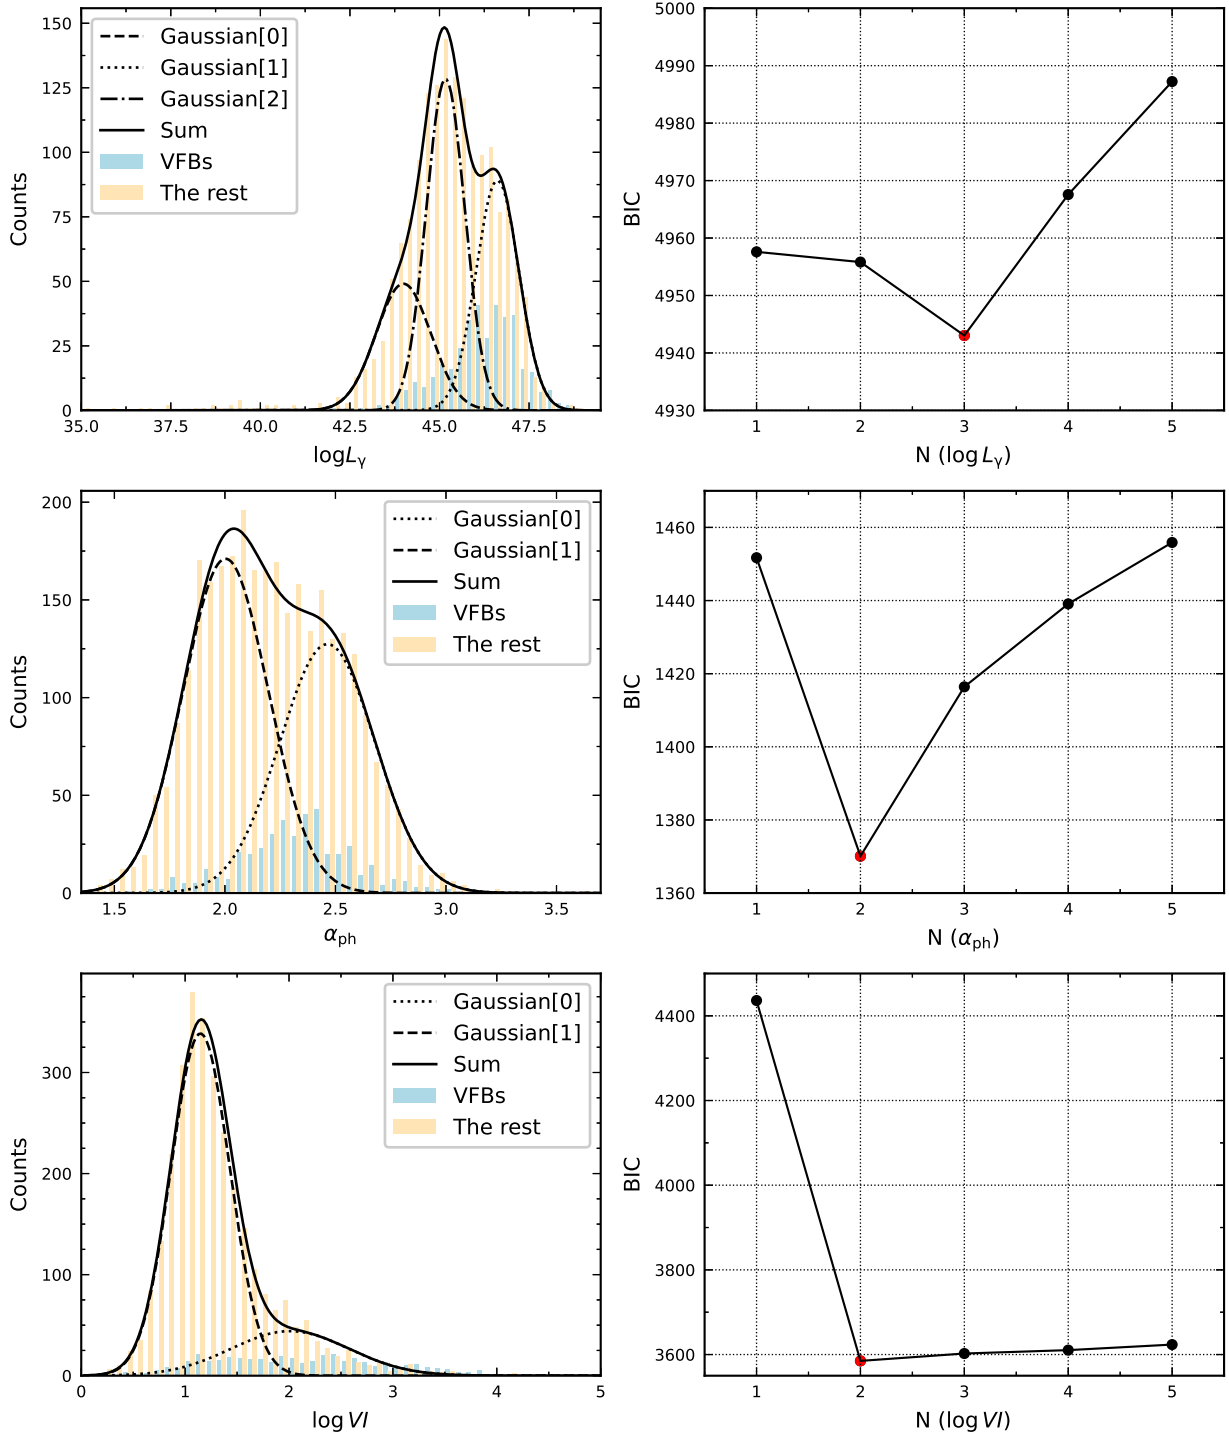 Gaussian[0]
Gaussian[1]
Gaussian[2]
Sum
VFBs
The rest
Counts
150
125
100
75
50
25
0
35.0 37.5 40.0 42.5 45.0 47.5
logLγ
BIC
5000
4990
4980
4970
4960
4950
4940
4930
1 2 3 4 5
N (log Lγ)
Gaussian[0]
Gaussian[1]
Sum
VFBs
The rest
Counts
200
150
100
50
0
1.5 2.0 2.5 3.0 3.5
αph
BIC
1460
1440
1420
1400
1380
1360
1 2 3 4 5
N (αph)
Gaussian[0]
Gaussian[1]
Sum
VFBs
The rest
Counts
300
200
100
0
0 1 2 3 4 5
log VI
BIC
4400
4200
4000
3800
3600
1 2 3 4 5
N (log VI)